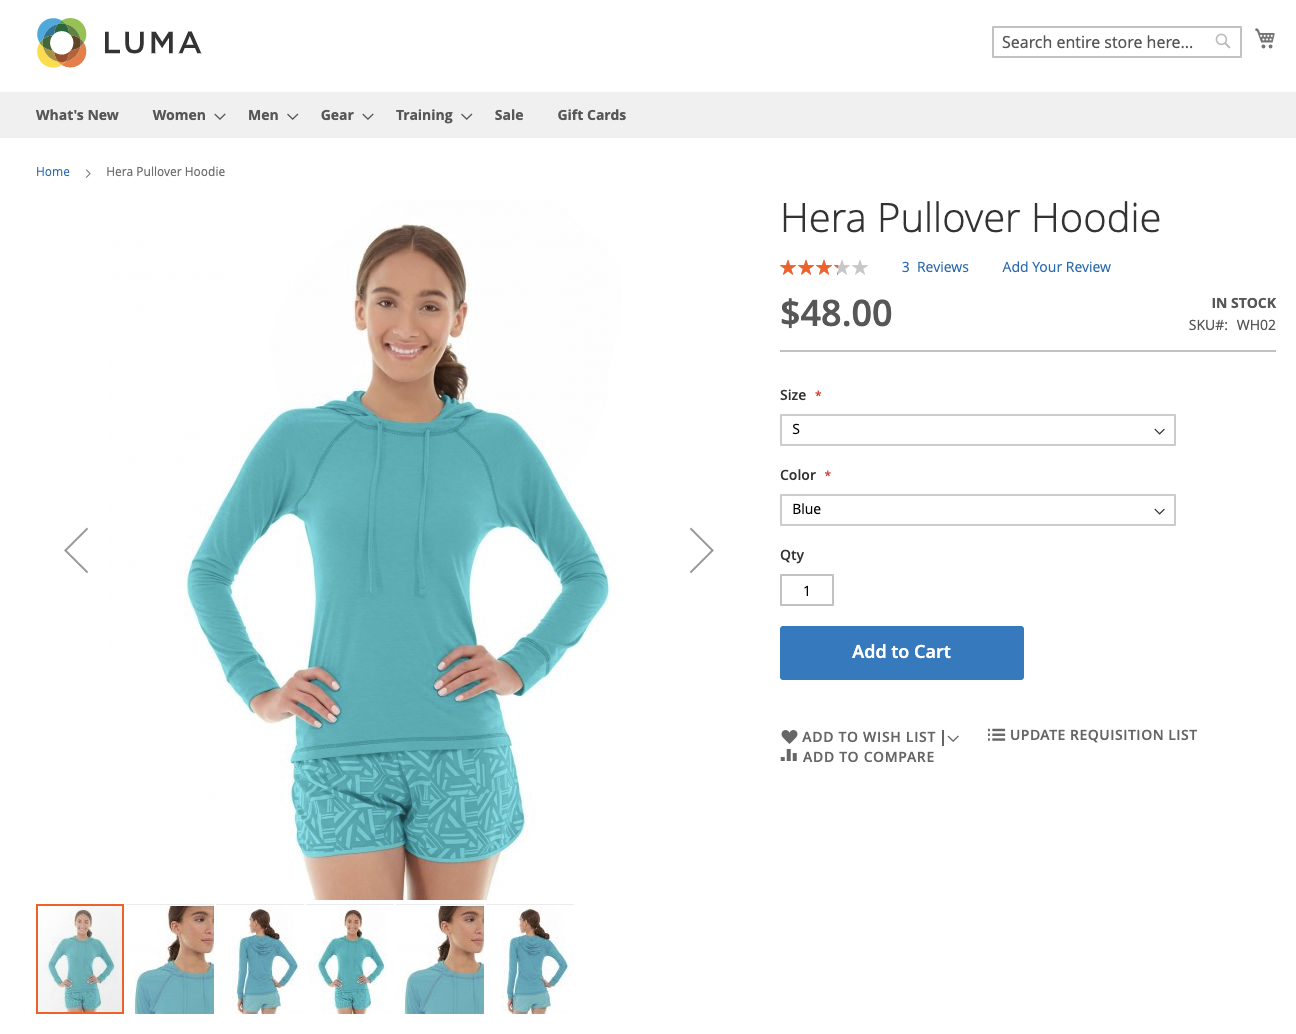 LUMA
Search entire store here...
What's New Women Men Gear Training Sale Gift Cards
Home > Hera Pullover Hoodie
Hera Pullover Hoodie
3 Reviews Add Your Review
$48.00
IN STOCK
SKU#: WH02
Size *
S
Color *
Blue
Qty
1
Add to Cart
ADD TO WISH LIST | UPDATE REQUISITION LIST
ADD TO COMPARE